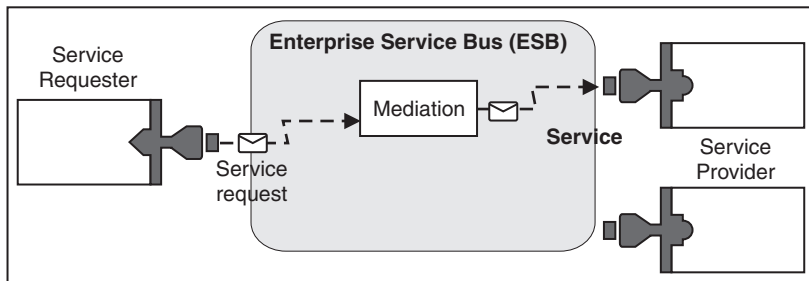 Service
Requester
Enterprise Service Bus (ESB)
Mediation
Service
request
Service
Service
Provider